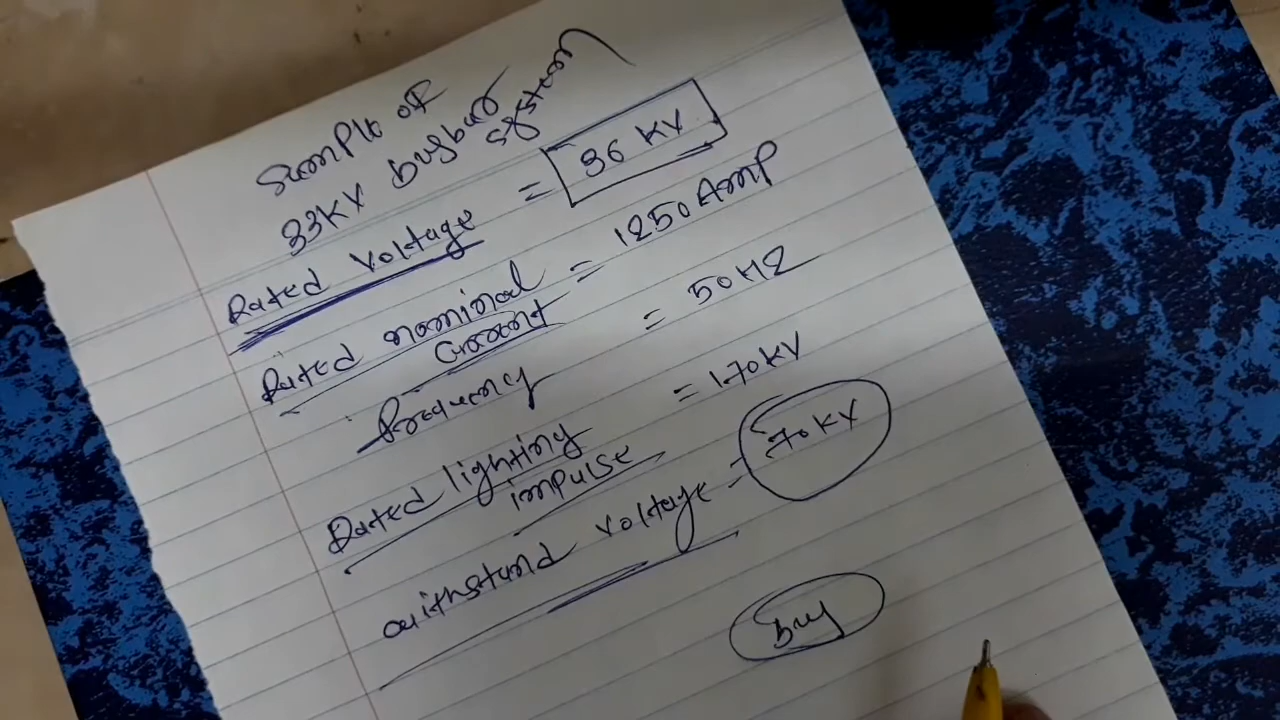 Sample of
33KV busbar
system
Rated voltage = 36 KV
Rated nominal
current = 1250 Amp
frequency = 50HZ
Rated lighting
impulse = 170KV
withstand voltage = 70KV
bus